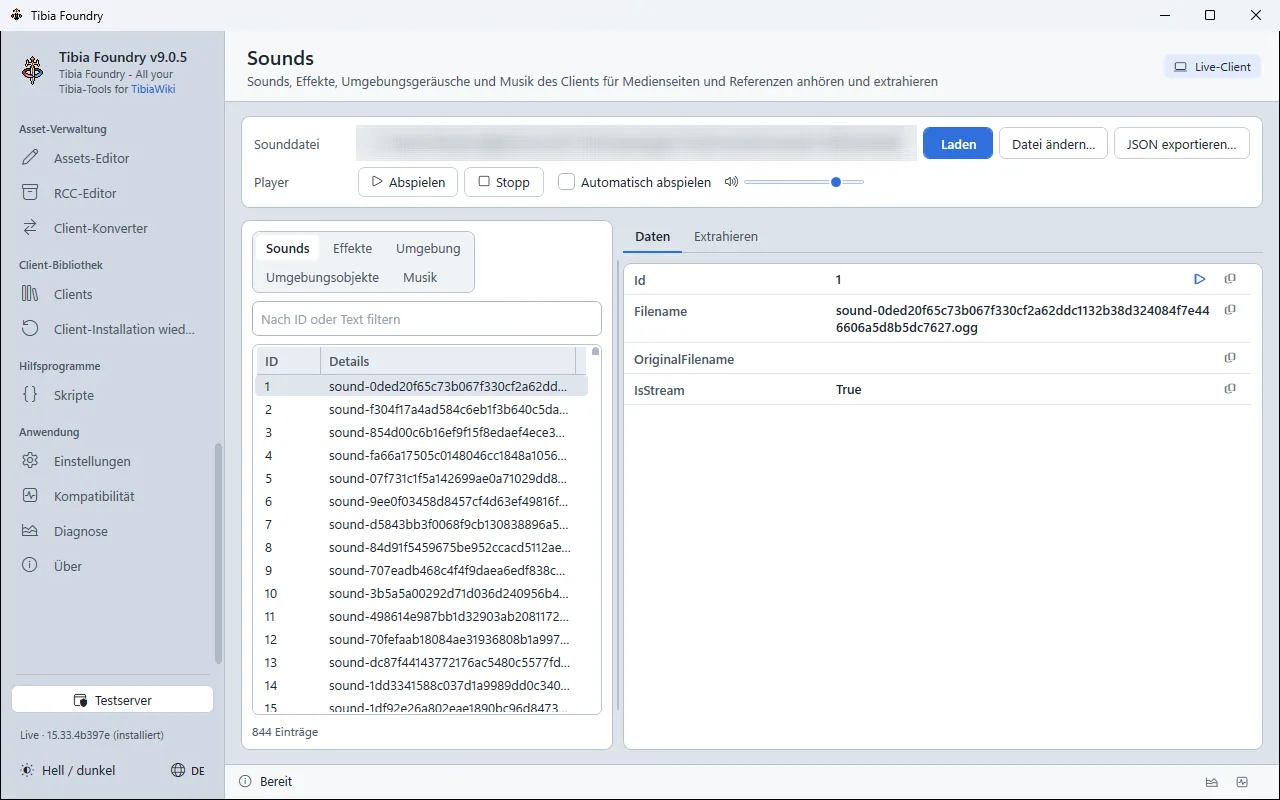 Tibia Foundry
Tibia Foundry v9.0.5
Tibia Foundry - All your
Tibia-Tools for TibiaWiki
Asset-Verwaltung
Assets-Editor
RCC-Editor
Client-Konverter
Client-Bibliothek
Clients
Client-Installation wied...
Hilfsprogramme
Skripte
Anwendung
Einstellungen
Kompatibilität
Diagnose
Über
Testserver
Live · 15.33.4b397e (installiert)
Hell / dunkel
DE
Sounds
Sounds, Effekte, Umgebungsgeräusche und Musik des Clients für Medienseiten und Referenzen anhören und extrahieren
Live-Client
Sounddatei
Laden
Datei ändern...
JSON exportieren...
Player
Abspielen
Stopp
Automatisch abspielen
Sounds
Effekte
Umgebung
Umgebungsobjekte
Musik
Nach ID oder Text filtern
ID Details
1 sound-0ded20f65c73b067f330cf2a62dd...
2 sound-f304f17a4ad584c6eb1f3b640c5da...
3 sound-854d00c6b16ef9f15f8edaef4ece3...
4 sound-fa66a17505c0148046cc1848a1056...
5 sound-07f731c1f5a142699ae0a71029dd8...
6 sound-9ee0f03458d8457cf4d63ef49816f...
7 sound-d5843bb3f0068f9cb130838896a5...
8 sound-84d91f5459675be952ccacd5112ae...
9 sound-707eadb468c4f4f9daea6edf838c...
10 sound-3b5a5a00292d71d036d240956b4...
11 sound-498614e987bb1d32903ab2081172...
12 sound-70fefaab18084ae31936808b1a997...
13 sound-dc87f44143772176ac5480c5577fd...
14 sound-1dd3341588c037d1a9989dd0c340...
15 sound-1df92e26a802eae1890bc96d8473...
844 Einträge
Daten
Extrahieren
Id 1
Filename sound-0ded20f65c73b067f330cf2a62ddc1132b38d324084f7e44
6606a5d8b5dc7627.ogg
OriginalFilename
IsStream True
Bereit